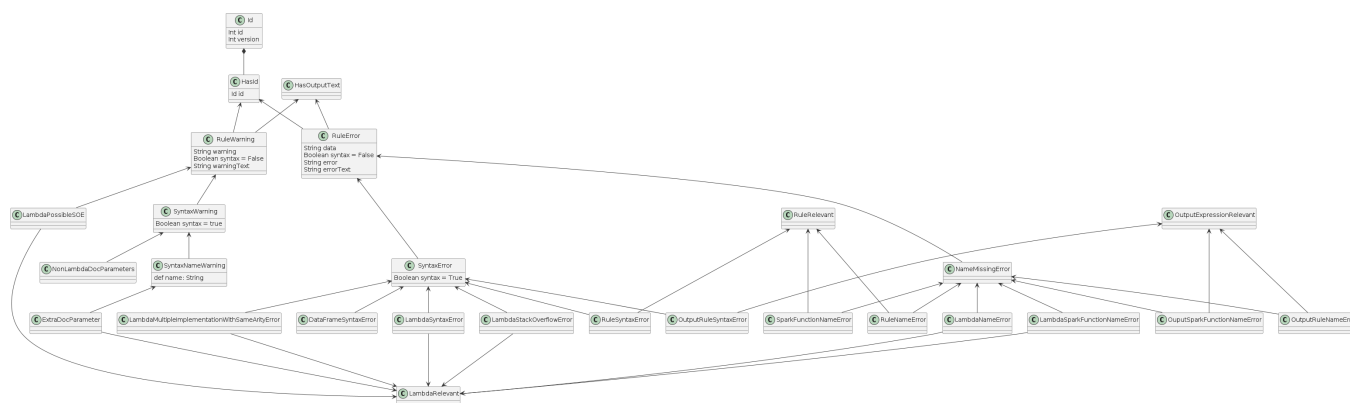 Id
Int id
Int version
HasId
Id id
HasOutputText
RuleWarning
String warning
Boolean syntax = False
String warningText
RuleError
String data
Boolean syntax = False
String error
String errorText
LambdaPossibleSOE
SyntaxWarning
Boolean syntax = true
RuleRelevant
OutputExpressionRelevant
NonLambdaDocParameters
SyntaxNameWarning
def name: String
SyntaxError
Boolean syntax = True
NameMissingError
ExtraDocParameter
LambdaMultipleImplementationWithSameArityError
DataFrameSyntaxError
LambdaSyntaxError
LambdaStackOverflowError
RuleSyntaxError
OutputRuleSyntaxError
SparkFunctionNameError
RuleNameError
LambdaNameError
LambdaSparkFunctionNameError
OuputSparkFunctionNameError
OutputRuleNameErr
LambdaRelevant